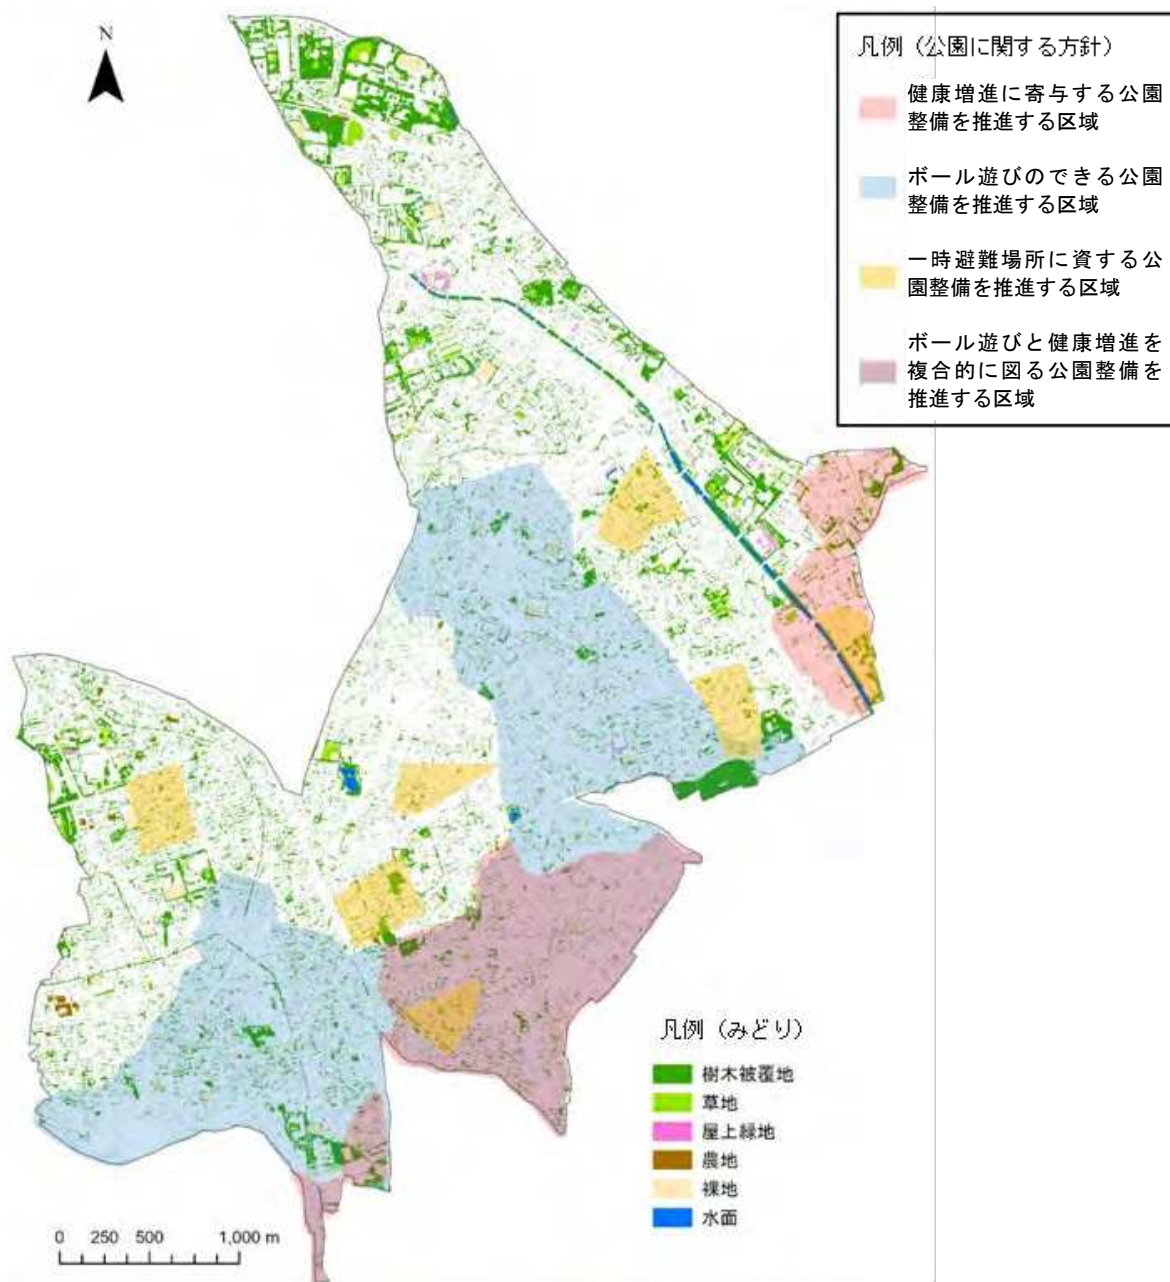 N
凡例（公園に関する方針）
健康増進に寄与する公園
整備を推進する区域
ボール遊びのできる公園
整備を推進する区域
一時避難場所に資する公
園整備を推進する区域
ボール遊びと健康増進を
複合的に図る公園整備を
推進する区域
凡例（みどり）
樹木被覆地
草地
屋上緑地
農地
裸地
水面
0 250 500 1,000 m